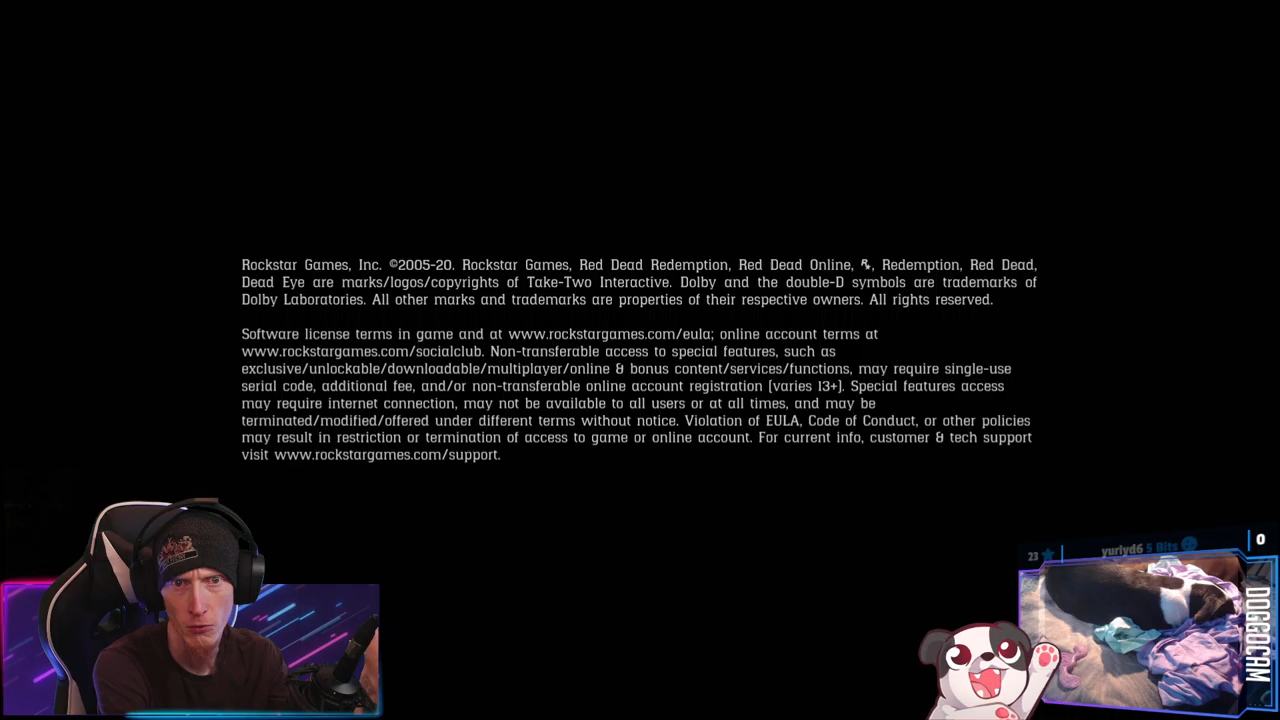 Rockstar Games, Inc. ©2005-20. Rockstar Games, Red Dead Redemption, Red Dead Online, R*, Redemption, Red Dead,
Dead Eye are marks/logos/copyrights of Take-Two Interactive. Dolby and the double-D symbols are trademarks of
Dolby Laboratories. All other marks and trademarks are properties of their respective owners. All rights reserved.
Software license terms in game and at www.rockstargames.com/eula; online account terms at
www.rockstargames.com/socialclub. Non-transferable access to special features, such as
exclusive/unlockable/downloadable/multiplayer/online & bonus content/services/functions, may require single-use
serial code, additional fee, and/or non-transferable online account registration [varies 13+]. Special features access
may require internet connection, may not be available to all users or at all times, and may be
terminated/modified/offered under different terms without notice. Violation of EULA, Code of Conduct, or other policies
may result in restriction or termination of access to game or online account. For current info, customer & tech support
visit www.rockstargames.com/support.
23
yurlyd6 5 Bits
0
DOGGOCAM